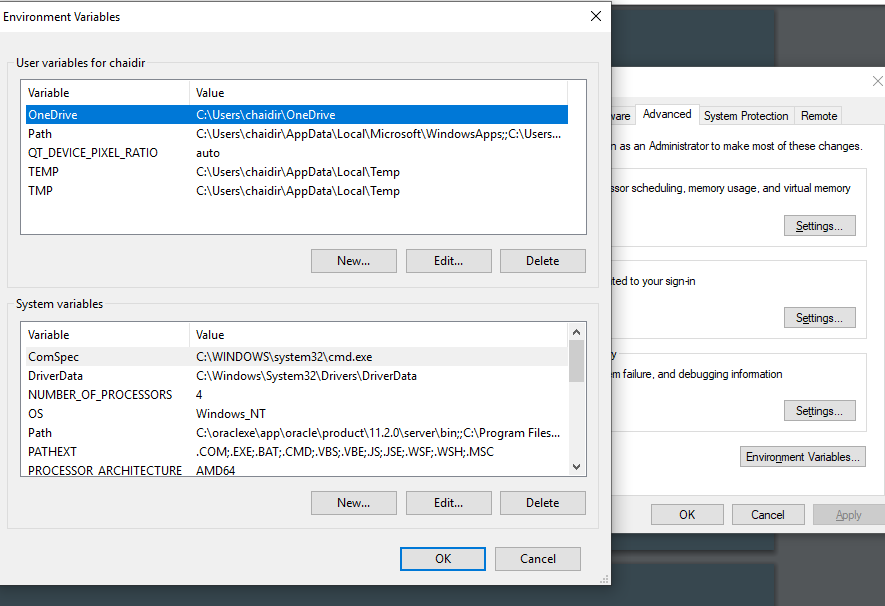 Environment Variables
User variables for chaidir
Variable Value
OneDrive C:\Users\chaidir\OneDrive
Path C:\Users\chaidir\AppData\Local\Microsoft\WindowsApps;;C:\Users...
QT_DEVICE_PIXEL_RATIO auto
TEMP C:\Users\chaidir\AppData\Local\Temp
TMP C:\Users\chaidir\AppData\Local\Temp
New... Edit... Delete
System variables
Variable Value
ComSpec C:\WINDOWS\system32\cmd.exe
DriverData C:\Windows\System32\Drivers\DriverData
NUMBER_OF_PROCESSORS 4
OS Windows_NT
Path C:\oraclexe\app\oracle\product\11.2.0\server\bin;;C:\Program Files...
PATHEXT .COM;.EXE;.BAT;.CMD;.VBS;.VBE;.JS;.JSE;.WSF;.WSH;.MSC
PROCESSOR_ARCHITECTURE AMD64
New... Edit... Delete
OK Cancel
ware Advanced System Protection Remote
n as an Administrator to make most of these changes.
ssor scheduling, memory usage, and virtual memory
Settings...
ted to your sign-in
Settings...
y
m failure, and debugging information
Settings...
Environment Variables...
OK Cancel Apply